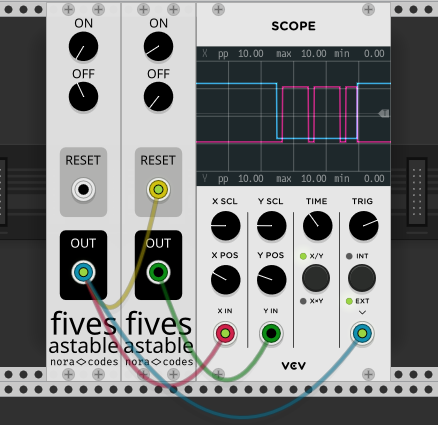 ON
OFF
RESET
OUT
fives
astable
nora<>codes
ON
OFF
RESET
OUT
fives
astable
nora<>codes
SCOPE
X pp 10.00 max 10.00 min 0.00
T
Y pp 10.00 max 10.00 min 0.00
X SCL Y SCL TIME TRIG
X POS Y POS X/Y INT
X×Y EXT
X IN Y IN
VCV